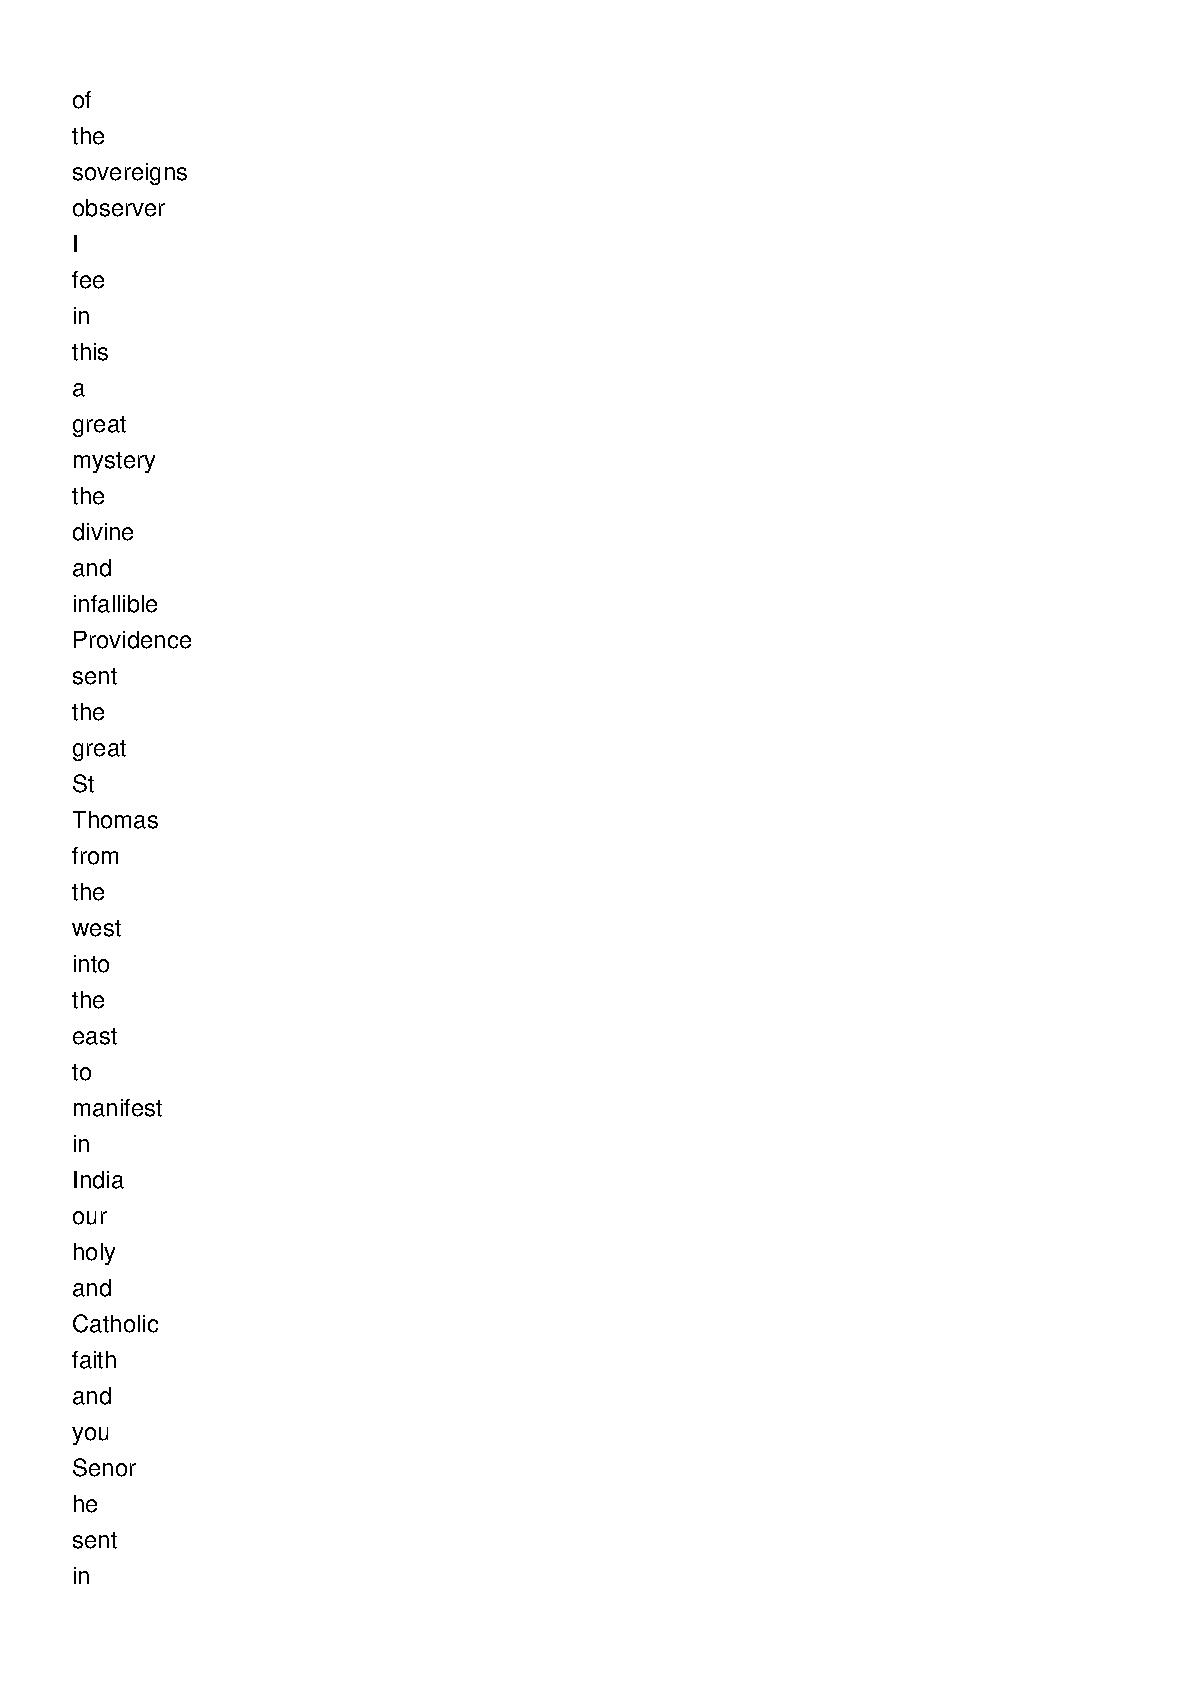 of
the
sovereigns
observer
I
fee
in
this
a
great
mystery
the
divine
and
infallible
Providence
sent
the
great
St
Thomas
from
the
west
into
the
east
to
manifest
in
India
our
holy
and
Catholic
faith
and
you
Senor
he
sent
in